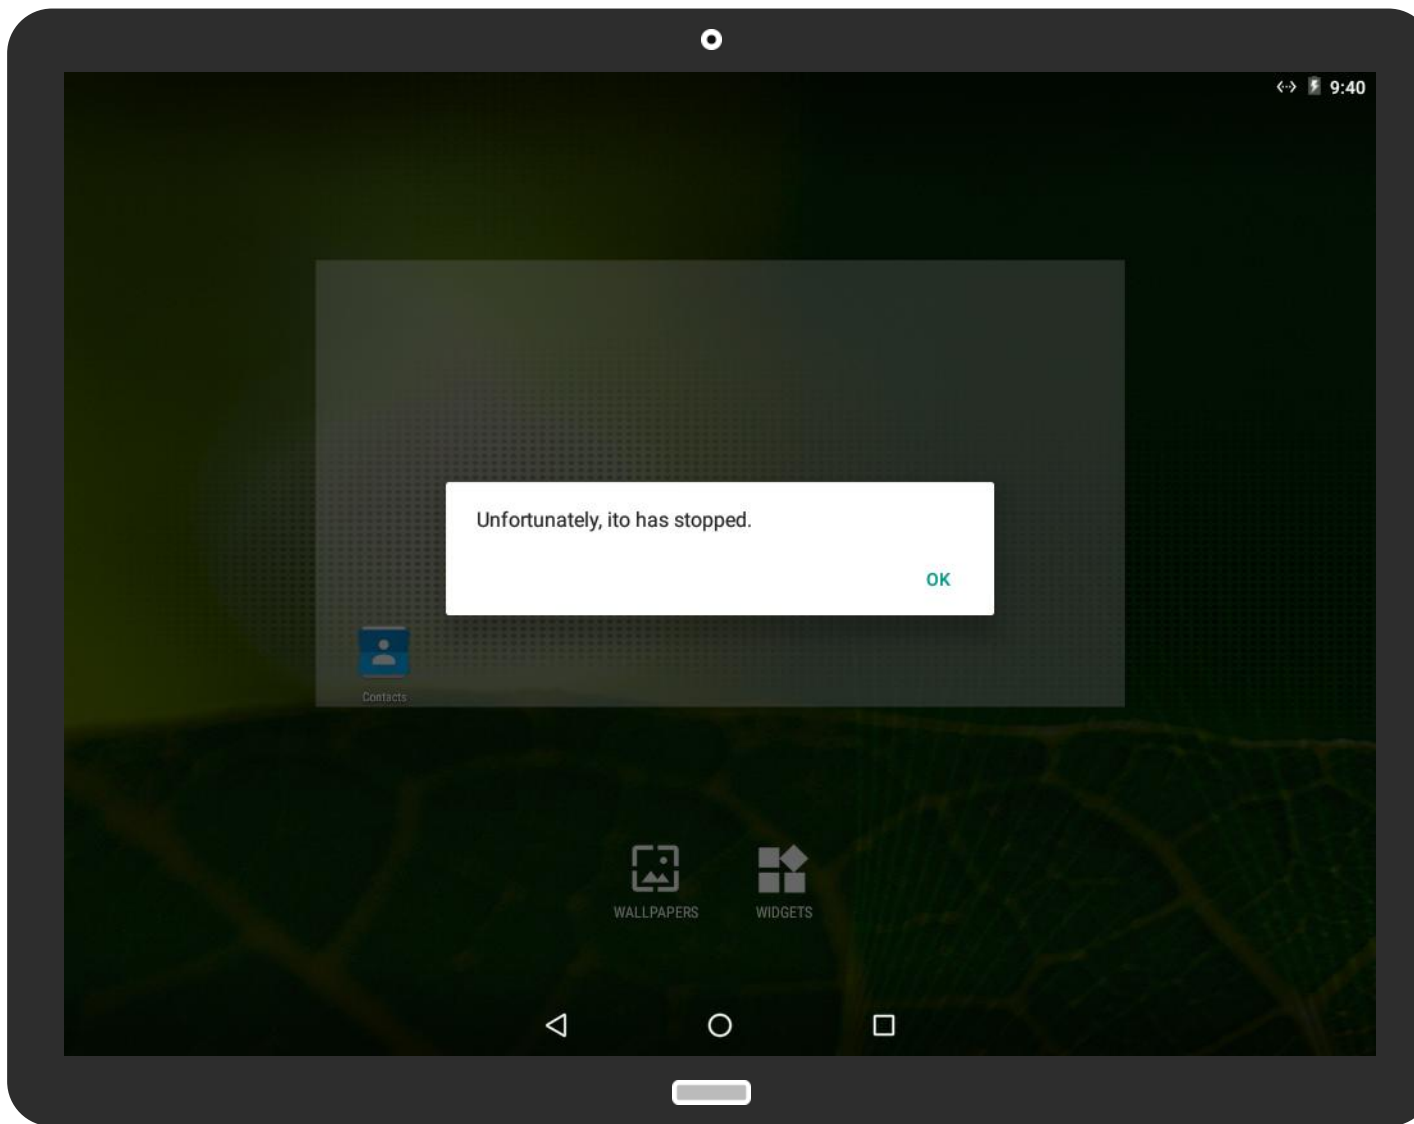 9:40
Unfortunately, ito has stopped.
OK
Contacts
WALLPAPERS
WIDGETS